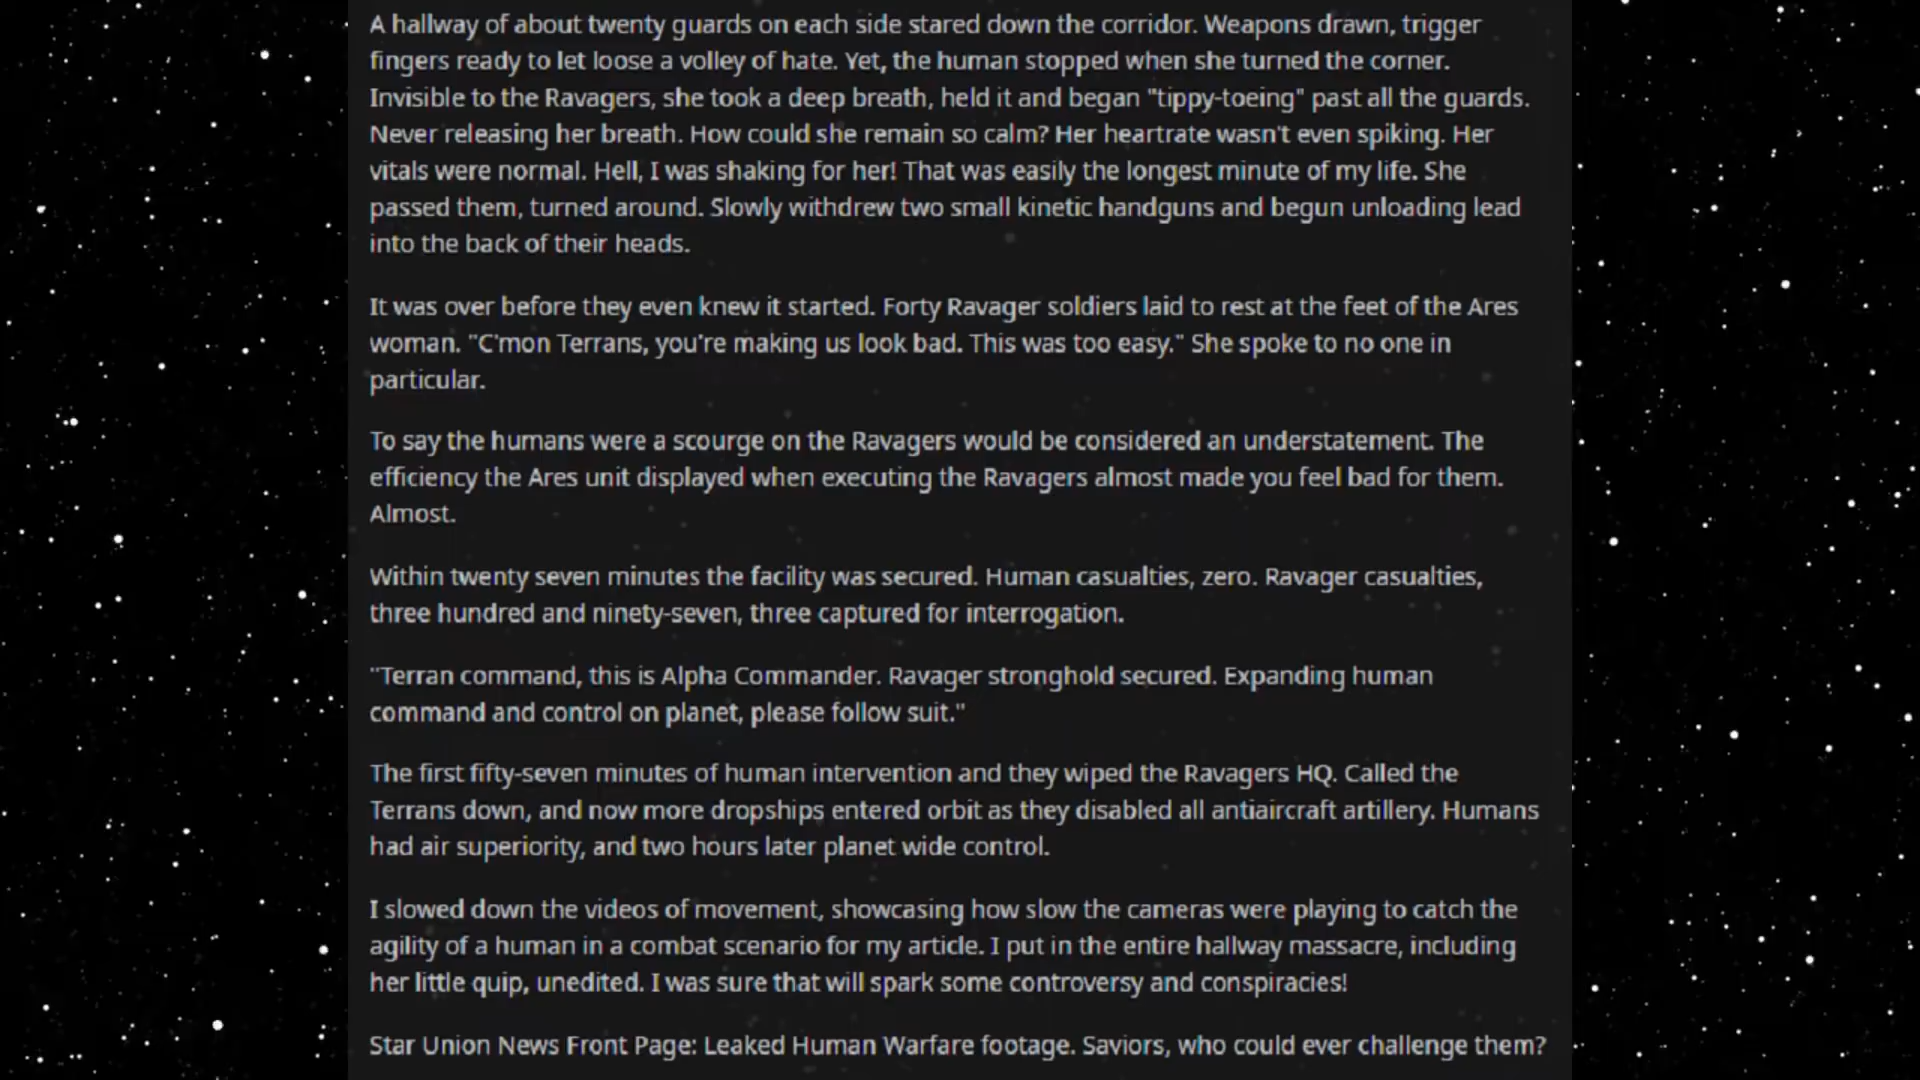 A hallway of about twenty guards on each side stared down the corridor. Weapons drawn, trigger
fingers ready to let loose a volley of hate. Yet, the human stopped when she turned the corner.
Invisible to the Ravagers, she took a deep breath, held it and began "tippy-toeing" past all the guards.
Never releasing her breath. How could she remain so calm? Her heartrate wasn't even spiking. Her
vitals were normal. Hell, I was shaking for her! That was easily the longest minute of my life. She
passed them, turned around. Slowly withdrew two small kinetic handguns and begun unloading lead
into the back of their heads.
It was over before they even knew it started. Forty Ravager soldiers laid to rest at the feet of the Ares
woman. "C'mon Terrans, you're making us look bad. This was too easy." She spoke to no one in
particular.
To say the humans were a scourge on the Ravagers would be considered an understatement. The
efficiency the Ares unit displayed when executing the Ravagers almost made you feel bad for them.
Almost.
Within twenty seven minutes the facility was secured. Human casualties, zero. Ravager casualties,
three hundred and ninety-seven, three captured for interrogation.
"Terran command, this is Alpha Commander. Ravager stronghold secured. Expanding human
command and control on planet, please follow suit."
The first fifty-seven minutes of human intervention and they wiped the Ravagers HQ. Called the
Terrans down, and now more dropships entered orbit as they disabled all antiaircraft artillery. Humans
had air superiority, and two hours later planet wide control.
I slowed down the videos of movement, showcasing how slow the cameras were playing to catch the
agility of a human in a combat scenario for my article. I put in the entire hallway massacre, including
her little quip, unedited. I was sure that will spark some controversy and conspiracies!
Star Union News Front Page: Leaked Human Warfare footage. Saviors, who could ever challenge them?